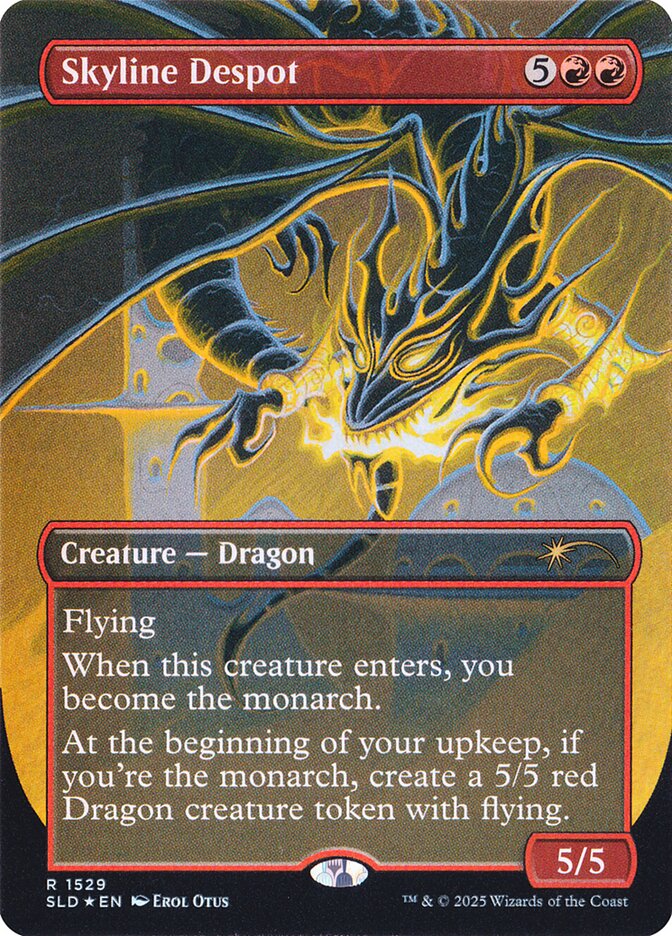 Skyline Despot 5
Creature — Dragon
Flying
When this creature enters, you
become the monarch.
At the beginning of your upkeep, if
you're the monarch, create a 5/5 red
Dragon creature token with flying.
5/5
R 1529
SLD ★ EN Erol Otus
™ & © 2025 Wizards of the Coast